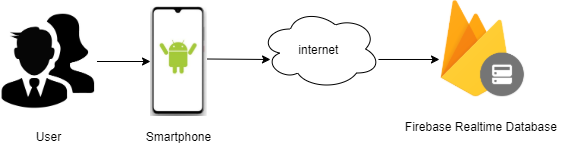 internet
User
Smartphone
Firebase Realtime Database